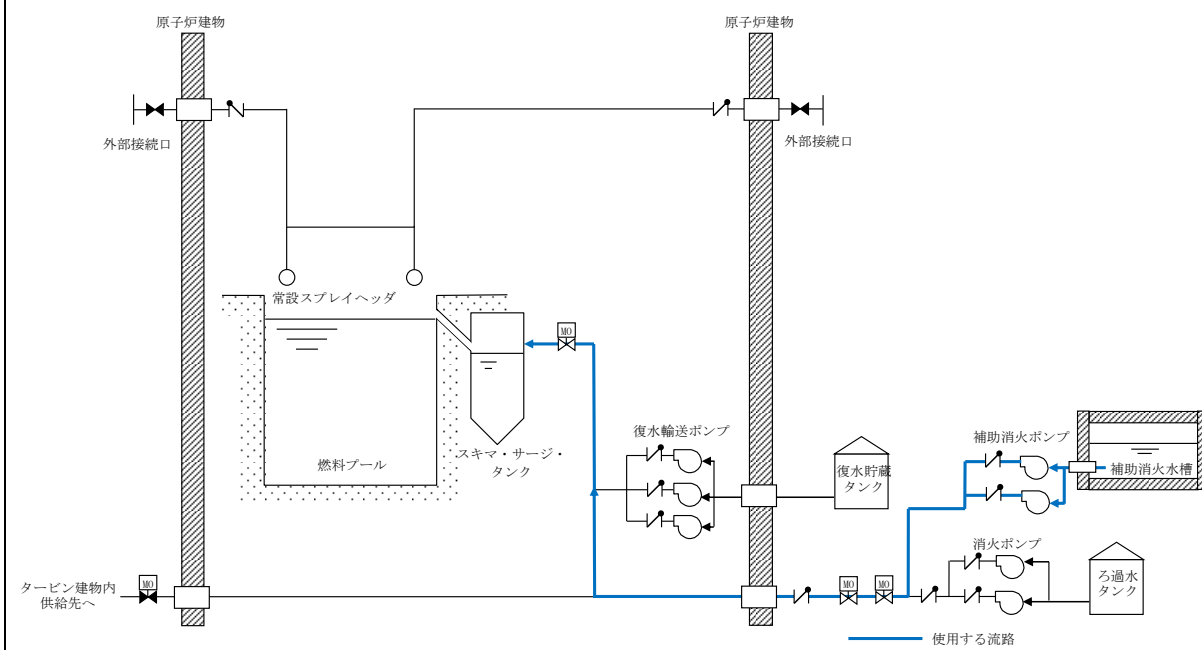 原子炉建物
原子炉建物
外部接続口
外部接続口
常設スプレイヘッダ
MO
復水輸送ポンプ
補助消火ポンプ
燃料プール
スキマ・サージ・
タンク
復水貯蔵
タンク
補助消火水槽
消火ポンプ
タービン建物内
供給先へ
MO
MO
MO
ろ過水
タンク
使用する流路